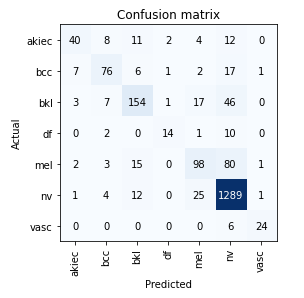 Confusion matrix
Actual
akiec 40 8 11 2 4 12 0
bcc 7 76 6 1 2 17 1
bkl 3 7 154 1 17 46 0
df 0 2 0 14 1 10 0
mel 2 3 15 0 98 80 1
nv 1 4 12 0 25 1289 1
vasc 0 0 0 0 0 6 24
akiec bcc bkl df mel nv vasc
Predicted